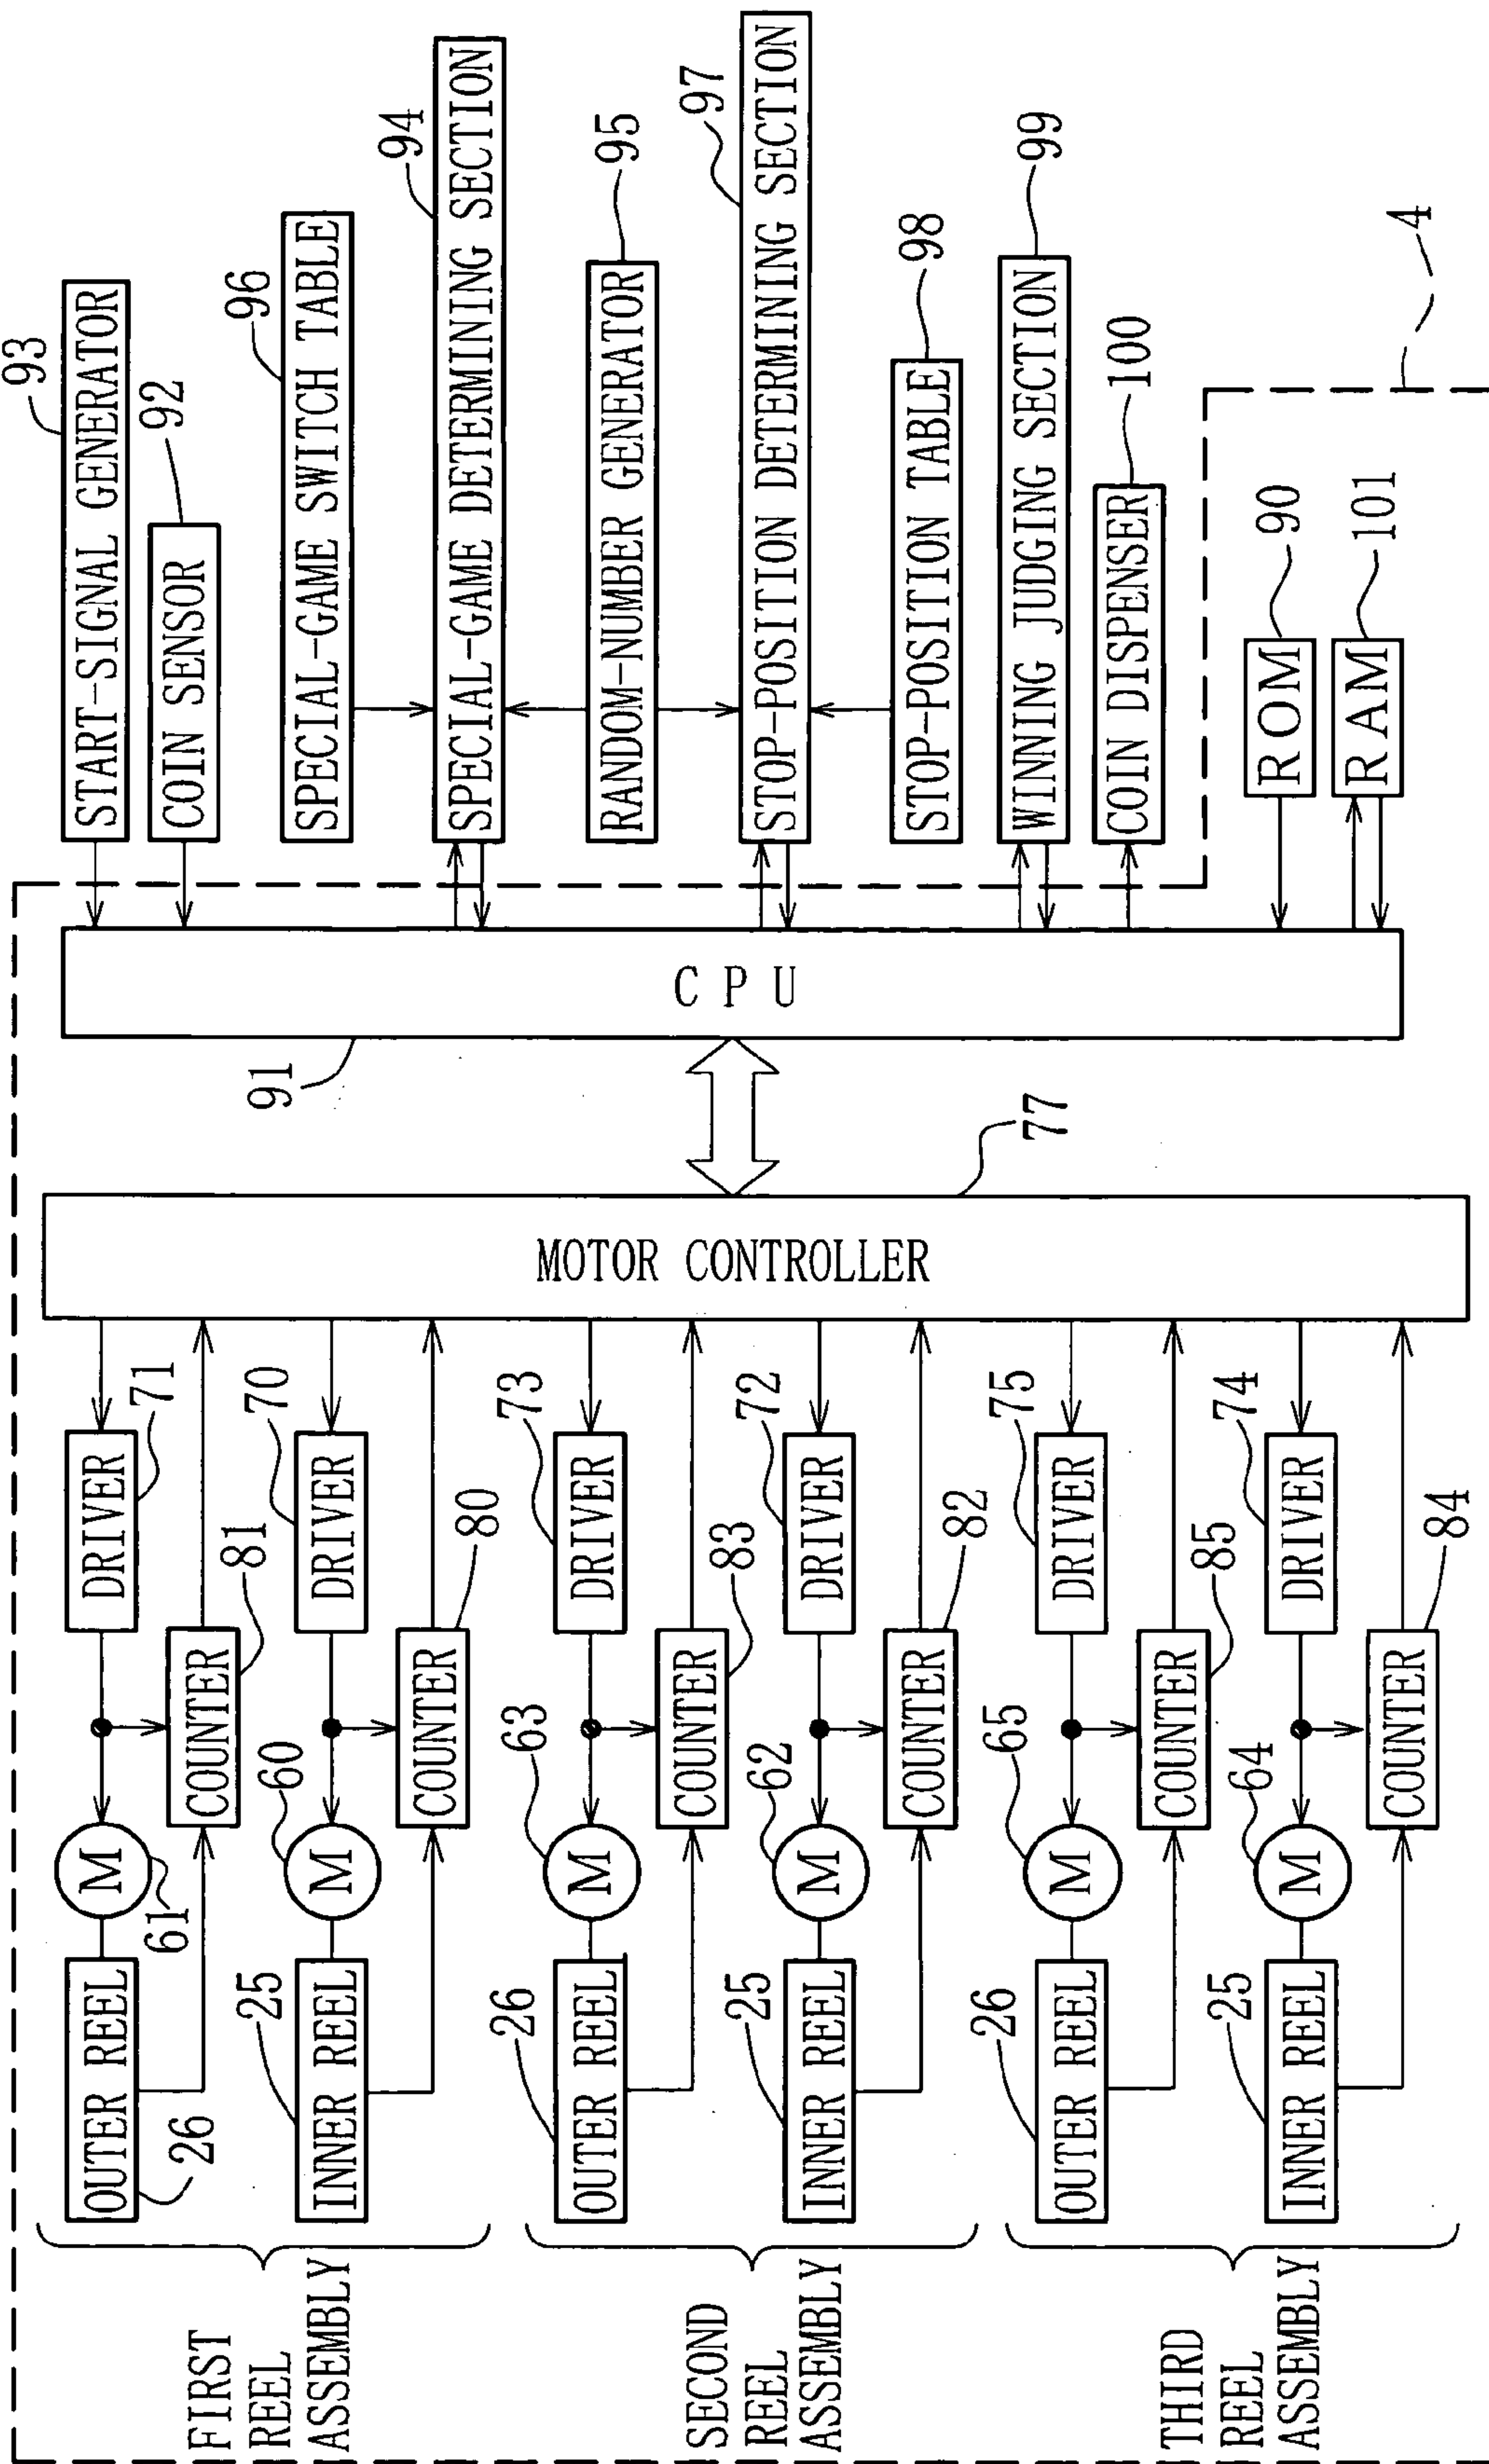 FIRST
REEL
ASSEMBLY
OUTER REEL
26
M
61
DRIVER
71
COUNTER
81
INNER REEL
25
M
60
DRIVER
70
COUNTER
80
SECOND
REEL
ASSEMBLY
OUTER REEL
26
M
63
DRIVER
73
COUNTER
83
INNER REEL
25
M
62
DRIVER
72
COUNTER
82
THIRD
REEL
ASSEMBLY
OUTER REEL
26
M
65
DRIVER
75
COUNTER
85
INNER REEL
25
M
64
DRIVER
74
COUNTER
84
MOTOR CONTROLLER
77
CPU
91
START-SIGNAL GENERATOR
93
COIN SENSOR
92
SPECIAL-GAME SWITCH TABLE
96
SPECIAL-GAME DETERMINING SECTION
94
RANDOM-NUMBER GENERATOR
95
STOP-POSITION DETERMINING SECTION
97
STOP-POSITION TABLE
98
WINNING JUDGING SECTION
99
COIN DISPENSER
100
ROM
90
RAM
101
4